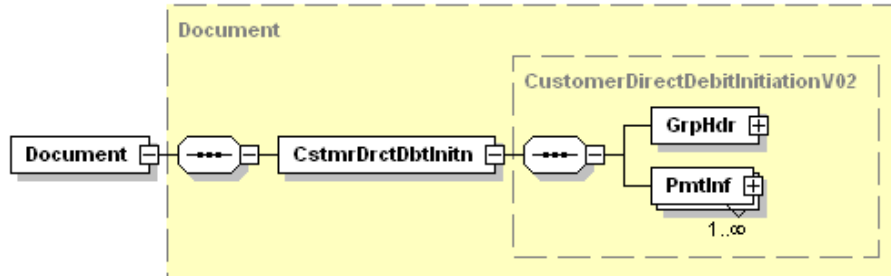 Document
CustomerDirectDebitInitiationV02
GrpHdr
Document
CstmrDrctDbtInitn
PmtInf
1..∞